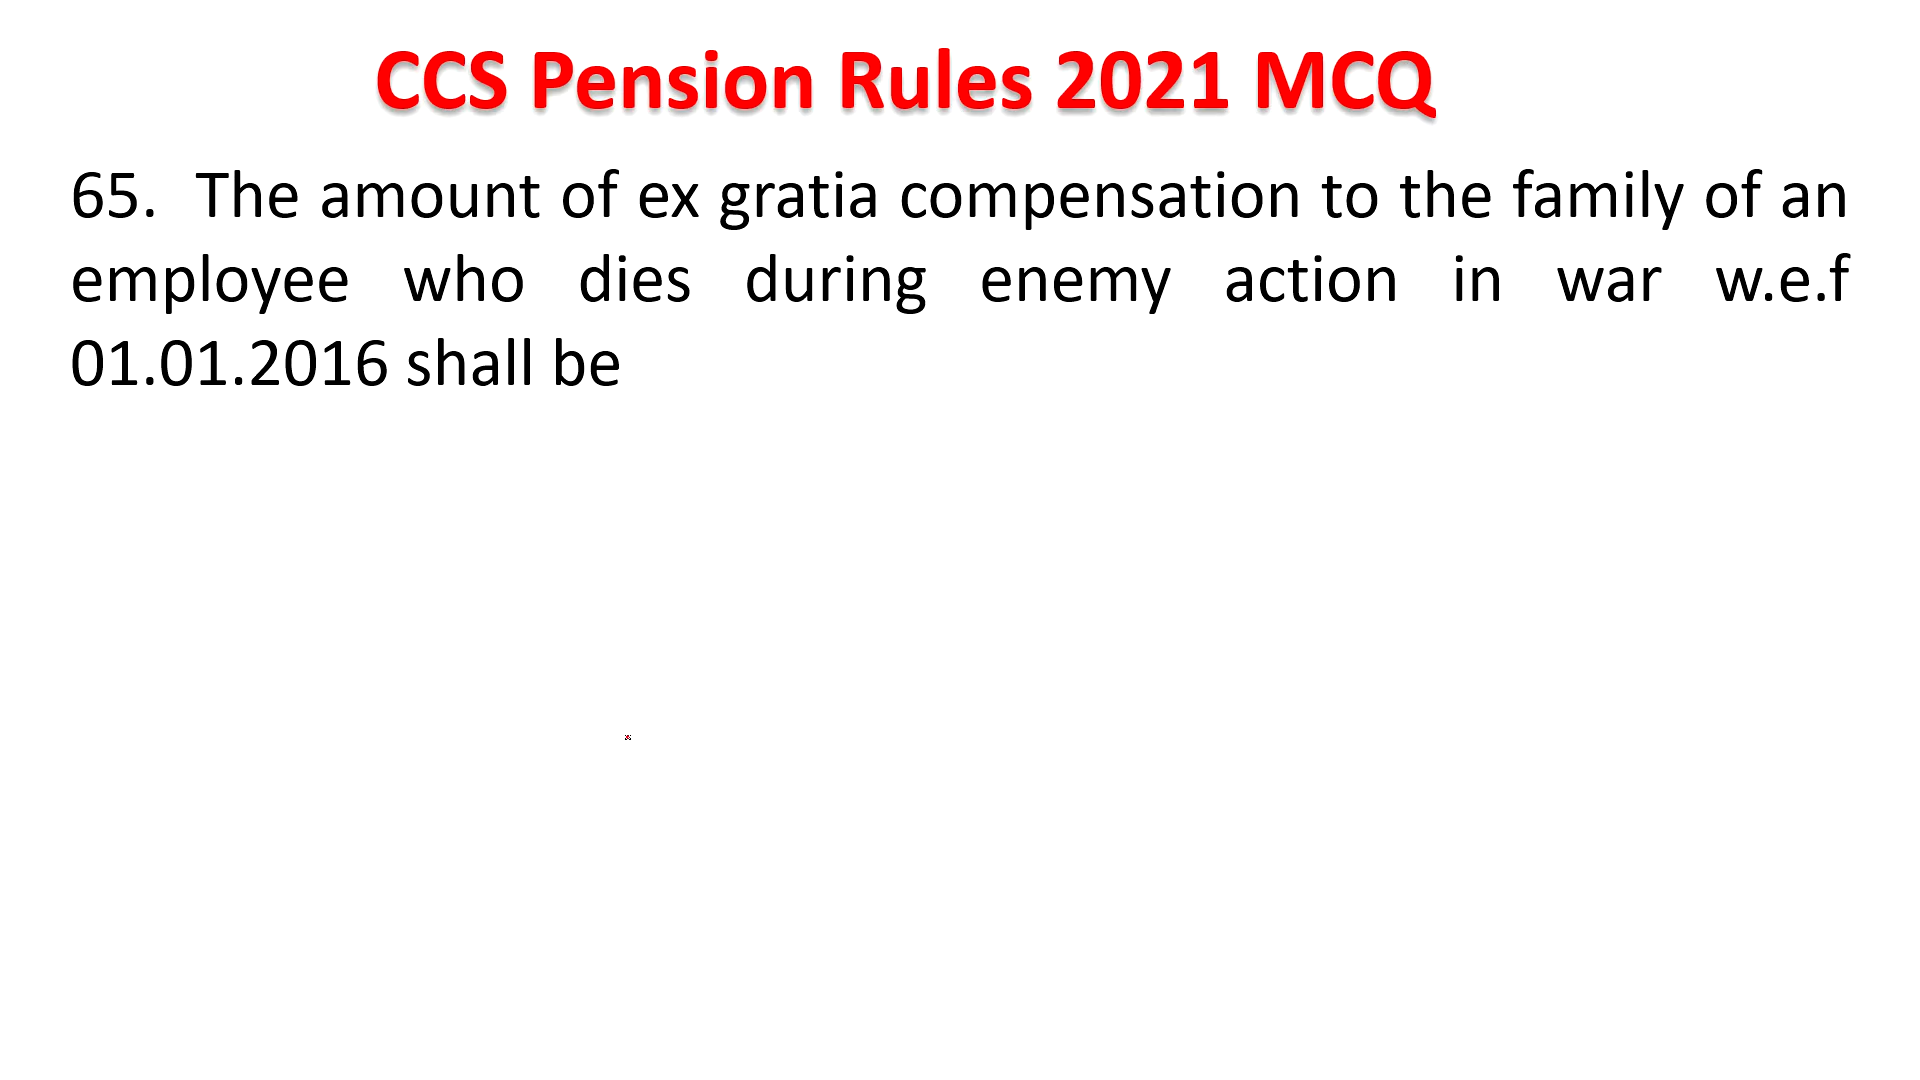 CCS Pension Rules 2021 MCQ
65. The amount of ex gratia compensation to the family of an
employee who dies during enemy action in war w.e.f
01.01.2016 shall be